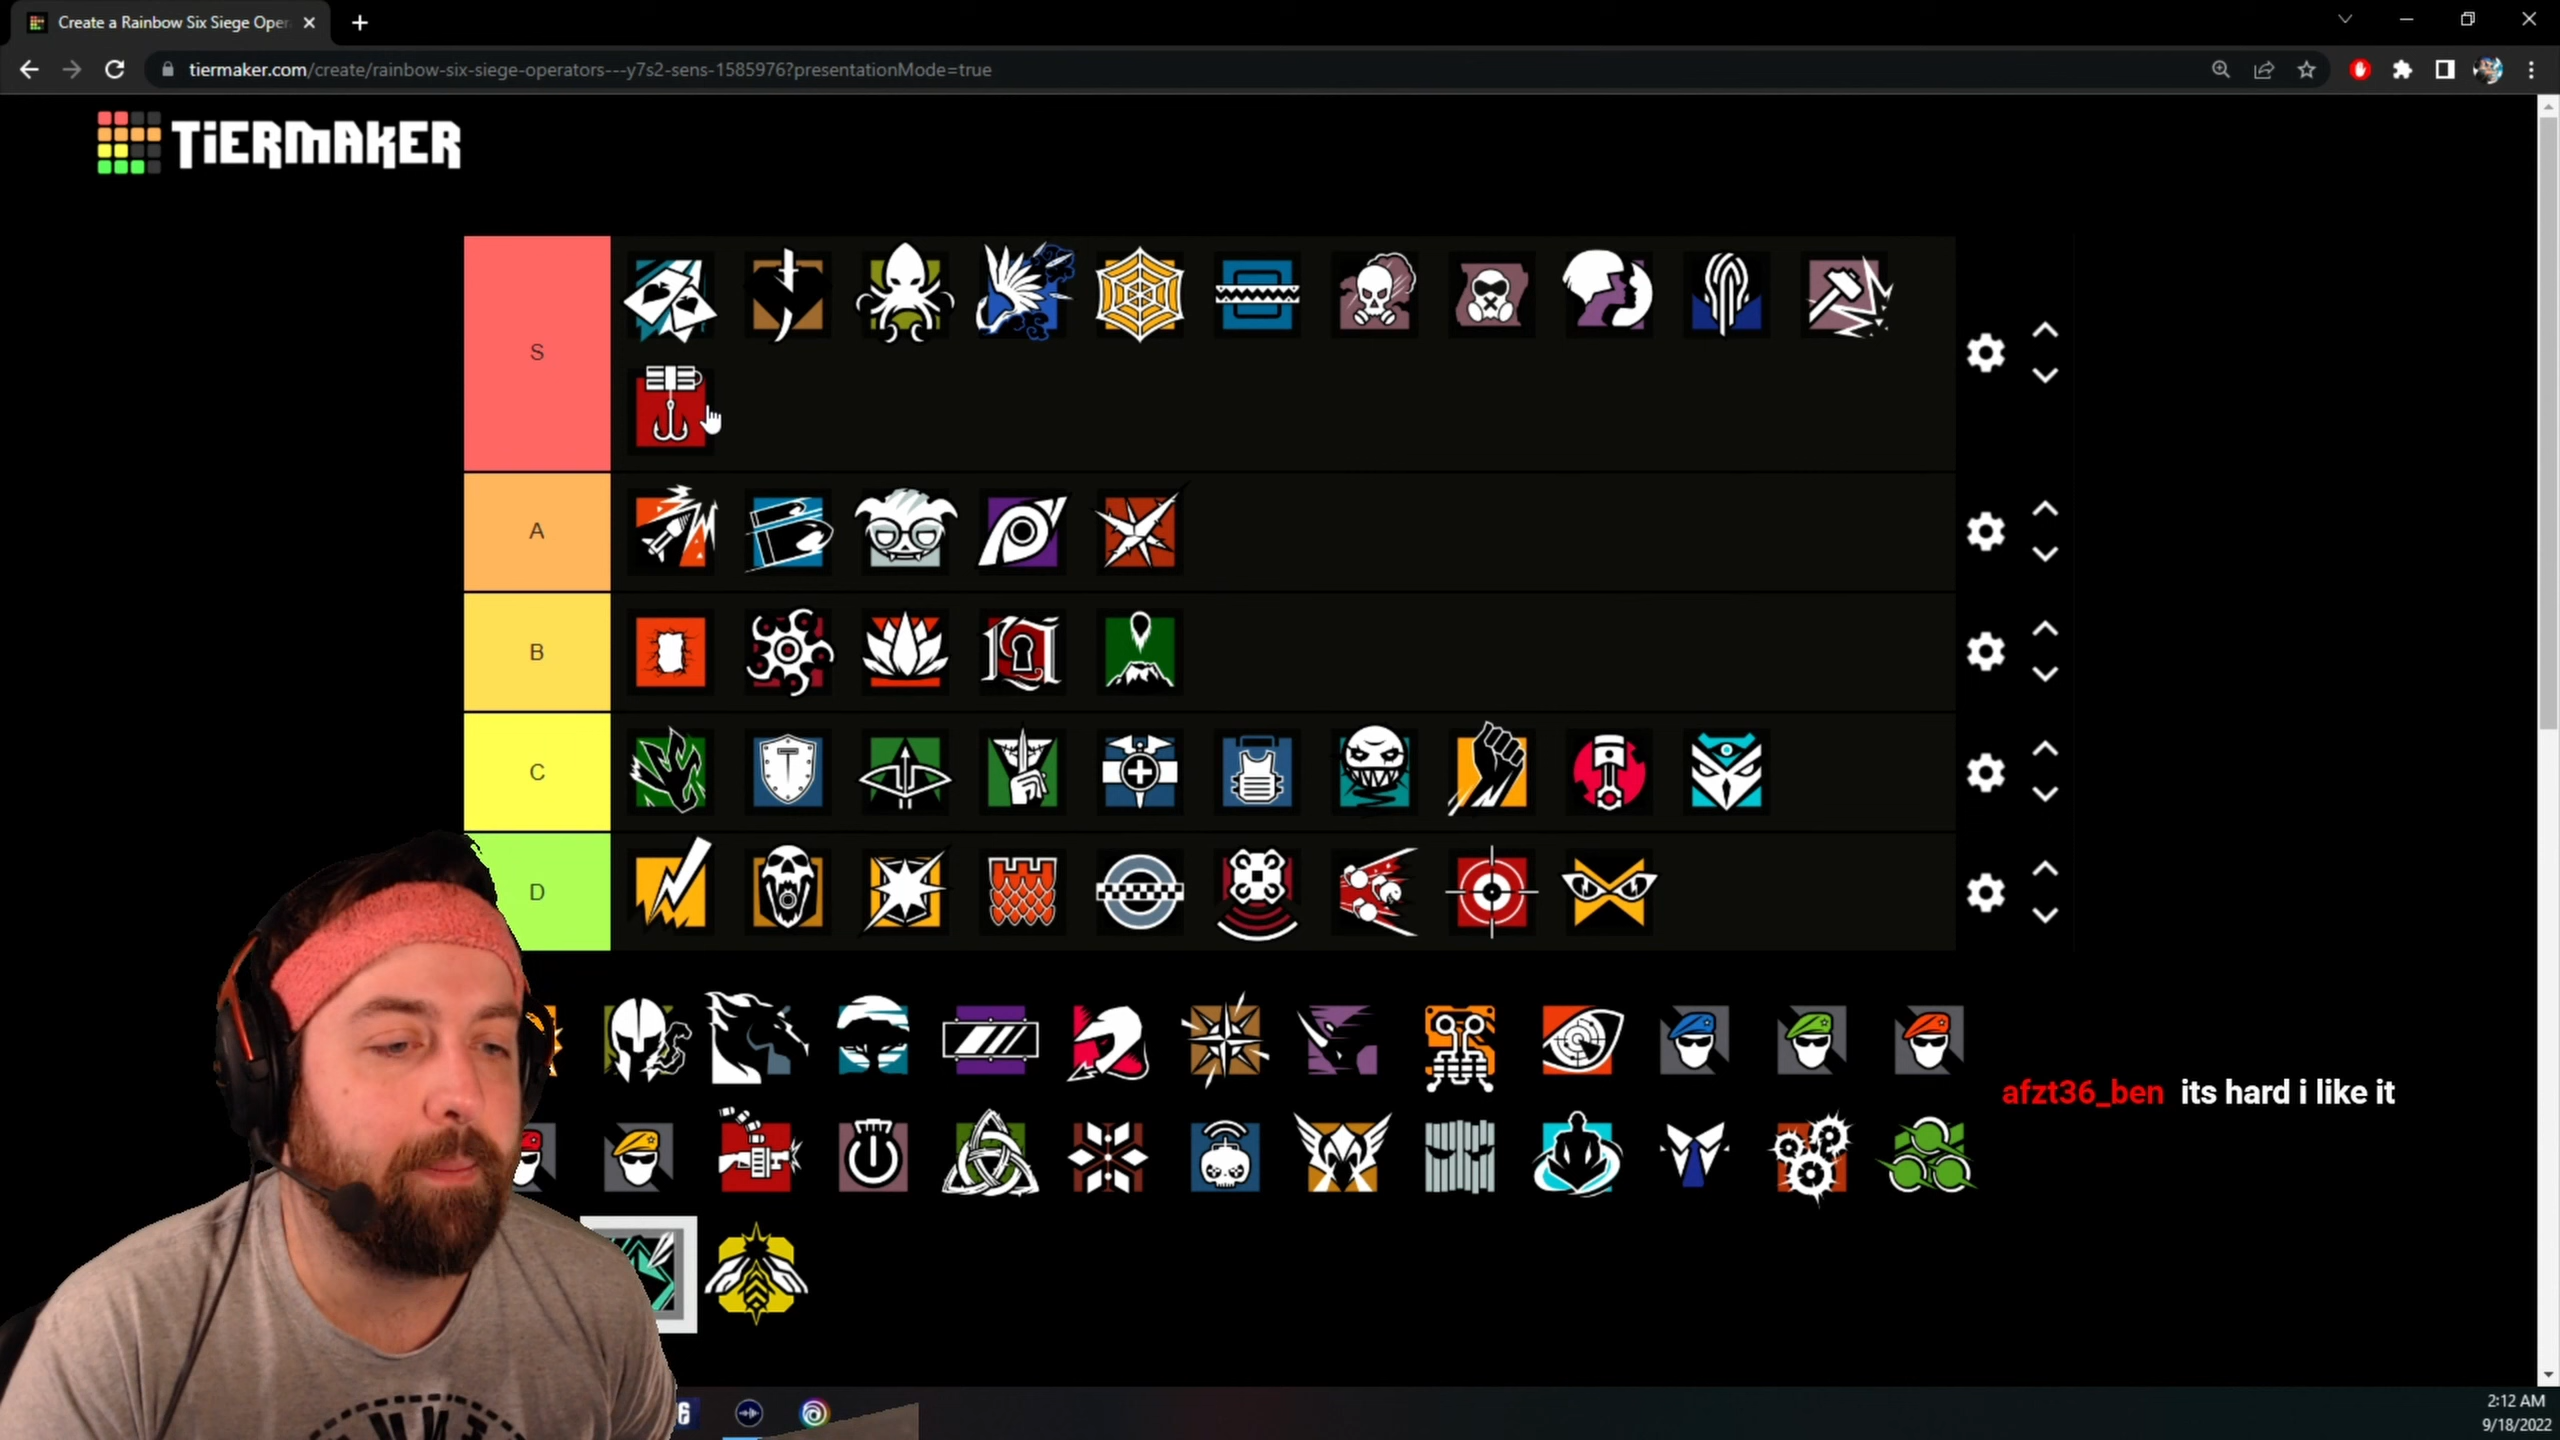 Create a Rainbow Six Siege Oper
tiermaker.com/create/rainbow-six-siege-operators---y7s2-sens-1585976?presentationMode=true
TiERMAKER
S
A
B
C
D
afzt36_ben its hard i like it
2:12 AM
9/18/2022